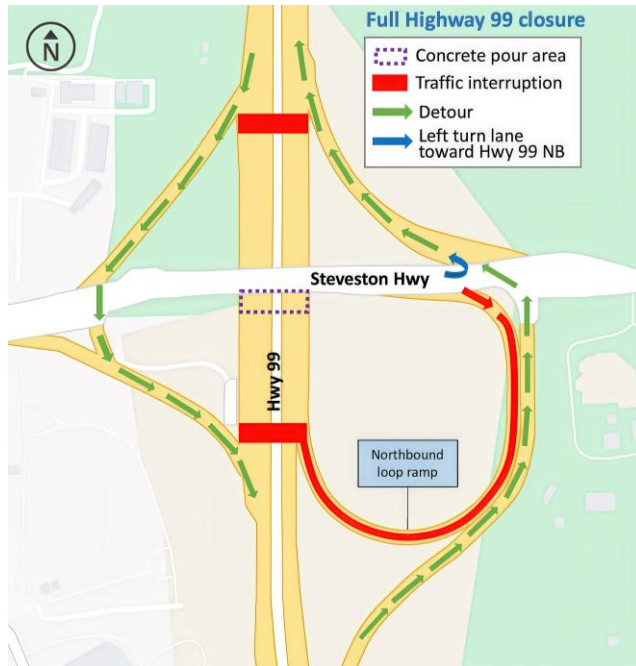 Full Highway 99 closure
N
Concrete pour area
Traffic interruption
Detour
Left turn lane
toward Hwy 99 NB
Steveston Hwy
Hwy 99
Northbound
loop ramp